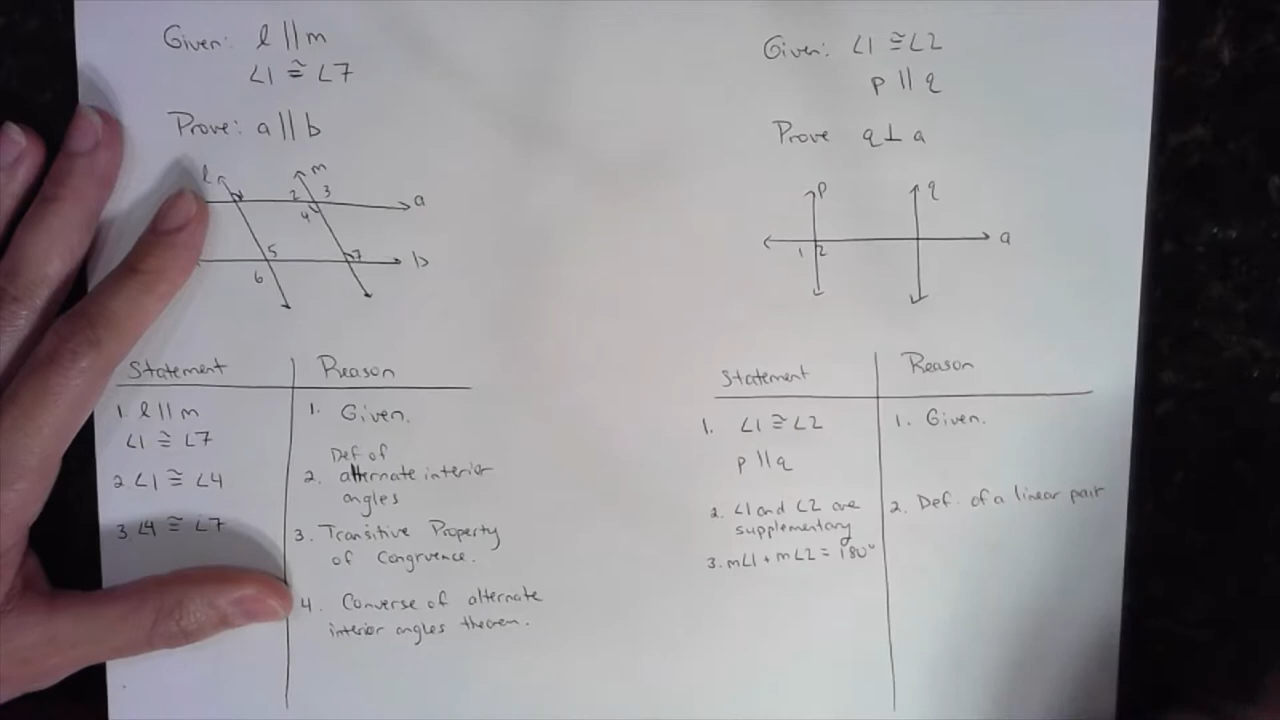 Given: l || m
∠1 ≅ ∠7
Prove: a || b
l
m
2 3
a
4
5
7
b
6
Statement Reason
1. l || m 1. Given.
∠1 ≅ ∠7
Def of
2. ∠1 ≅ ∠4 2. alternate interior
angles
3. ∠4 ≅ ∠7 3. Transitive Property
of Congruence.
4. Converse of alternate
interior angles theorem.
Given: ∠1 ≅ ∠2
p || q
Prove q ⊥ a
p
q
a
1 2
Statement Reason
1. ∠1 ≅ ∠2 1. Given.
p || q
2. ∠1 and ∠2 are 2. Def. of a linear pair
supplementary
3. m∠1 + m∠2 = 180°